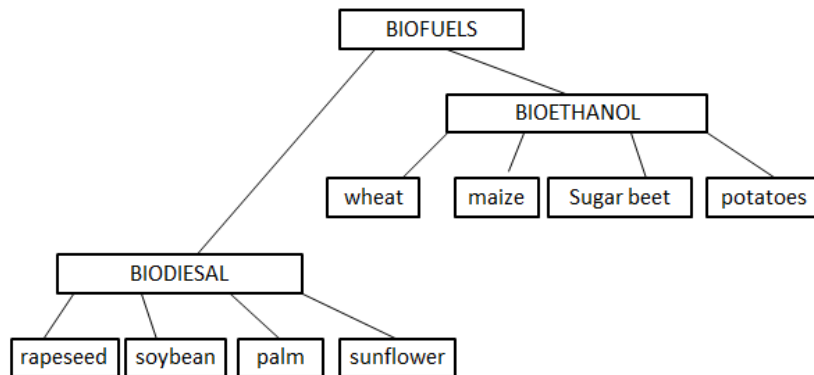 BIOFUELS
BIOETHANOL
wheat maize Sugar beet potatoes
BIODIESAL
rapeseed soybean palm sunflower